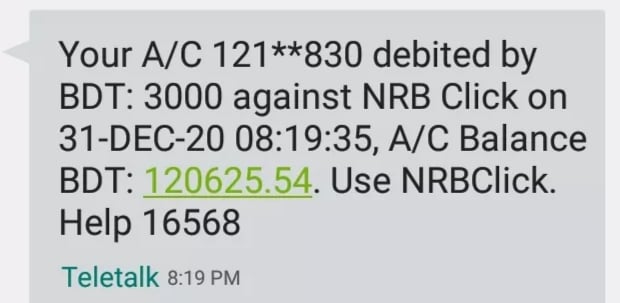 Your A/C 121**830 debited by
BDT: 3000 against NRB Click on
31-DEC-20 08:19:35, A/C Balance
BDT: 120625.54. Use NRBClick.
Help 16568
Teletalk 8:19 PM